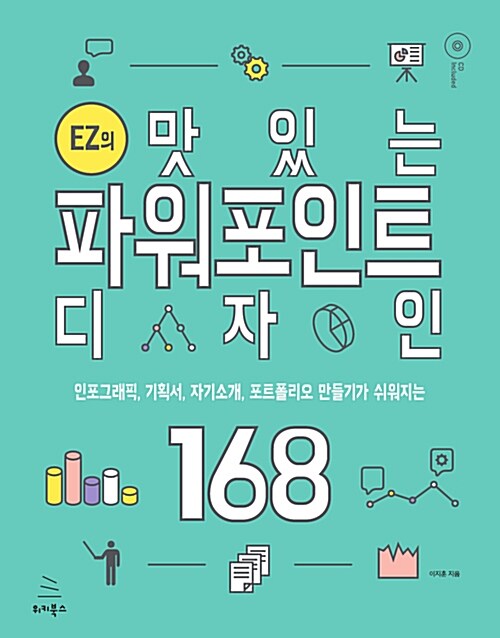 CD
Included
EZ의
맛있는
파워포인트
디자인
인포그래픽, 기획서, 자기소개, 포트폴리오 만들기가 쉬워지는
168
이지훈 지음
위키북스